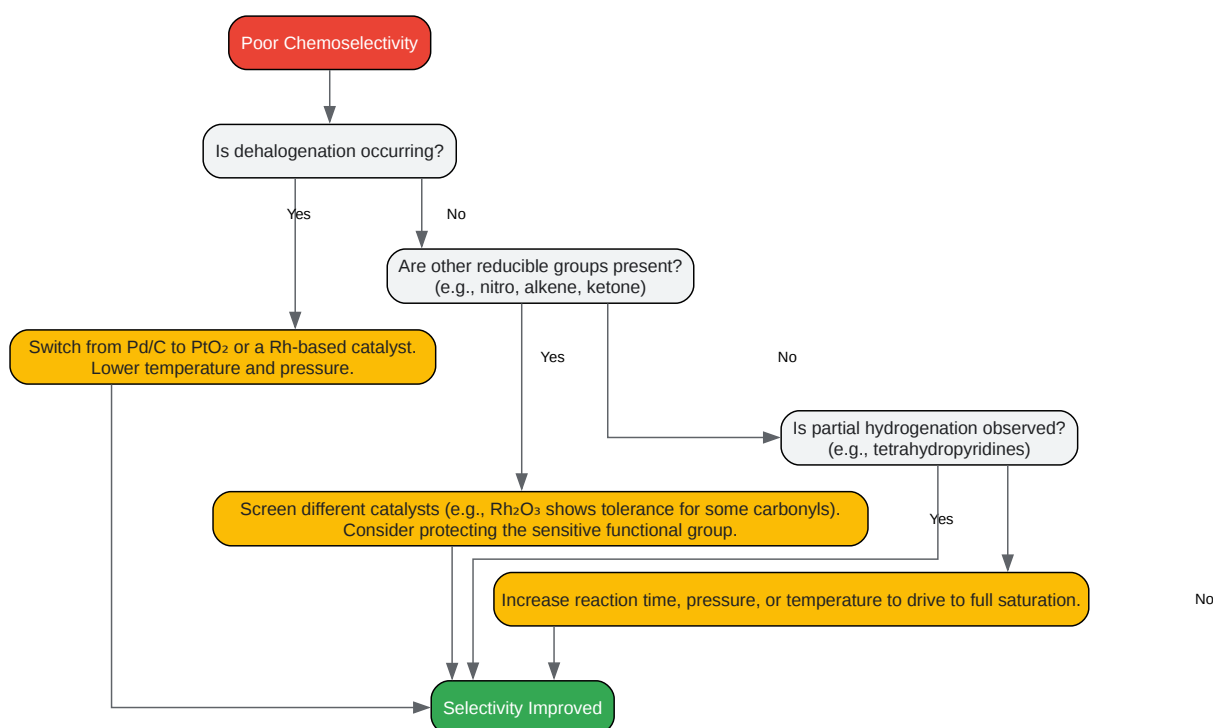 Poor Chemoselectivity
Is dehalogenation occurring?
Yes
No
Are other reducible groups present?
(e.g., nitro, alkene, ketone)
Switch from Pd/C to PtO₂ or a Rh-based catalyst.
Lower temperature and pressure.
Yes
No
Is partial hydrogenation observed?
(e.g., tetrahydropyridines)
Screen different catalysts (e.g., Rh₂O₃ shows tolerance for some carbonyls).
Consider protecting the sensitive functional group.
Yes
Increase reaction time, pressure, or temperature to drive to full saturation.
No
Selectivity Improved